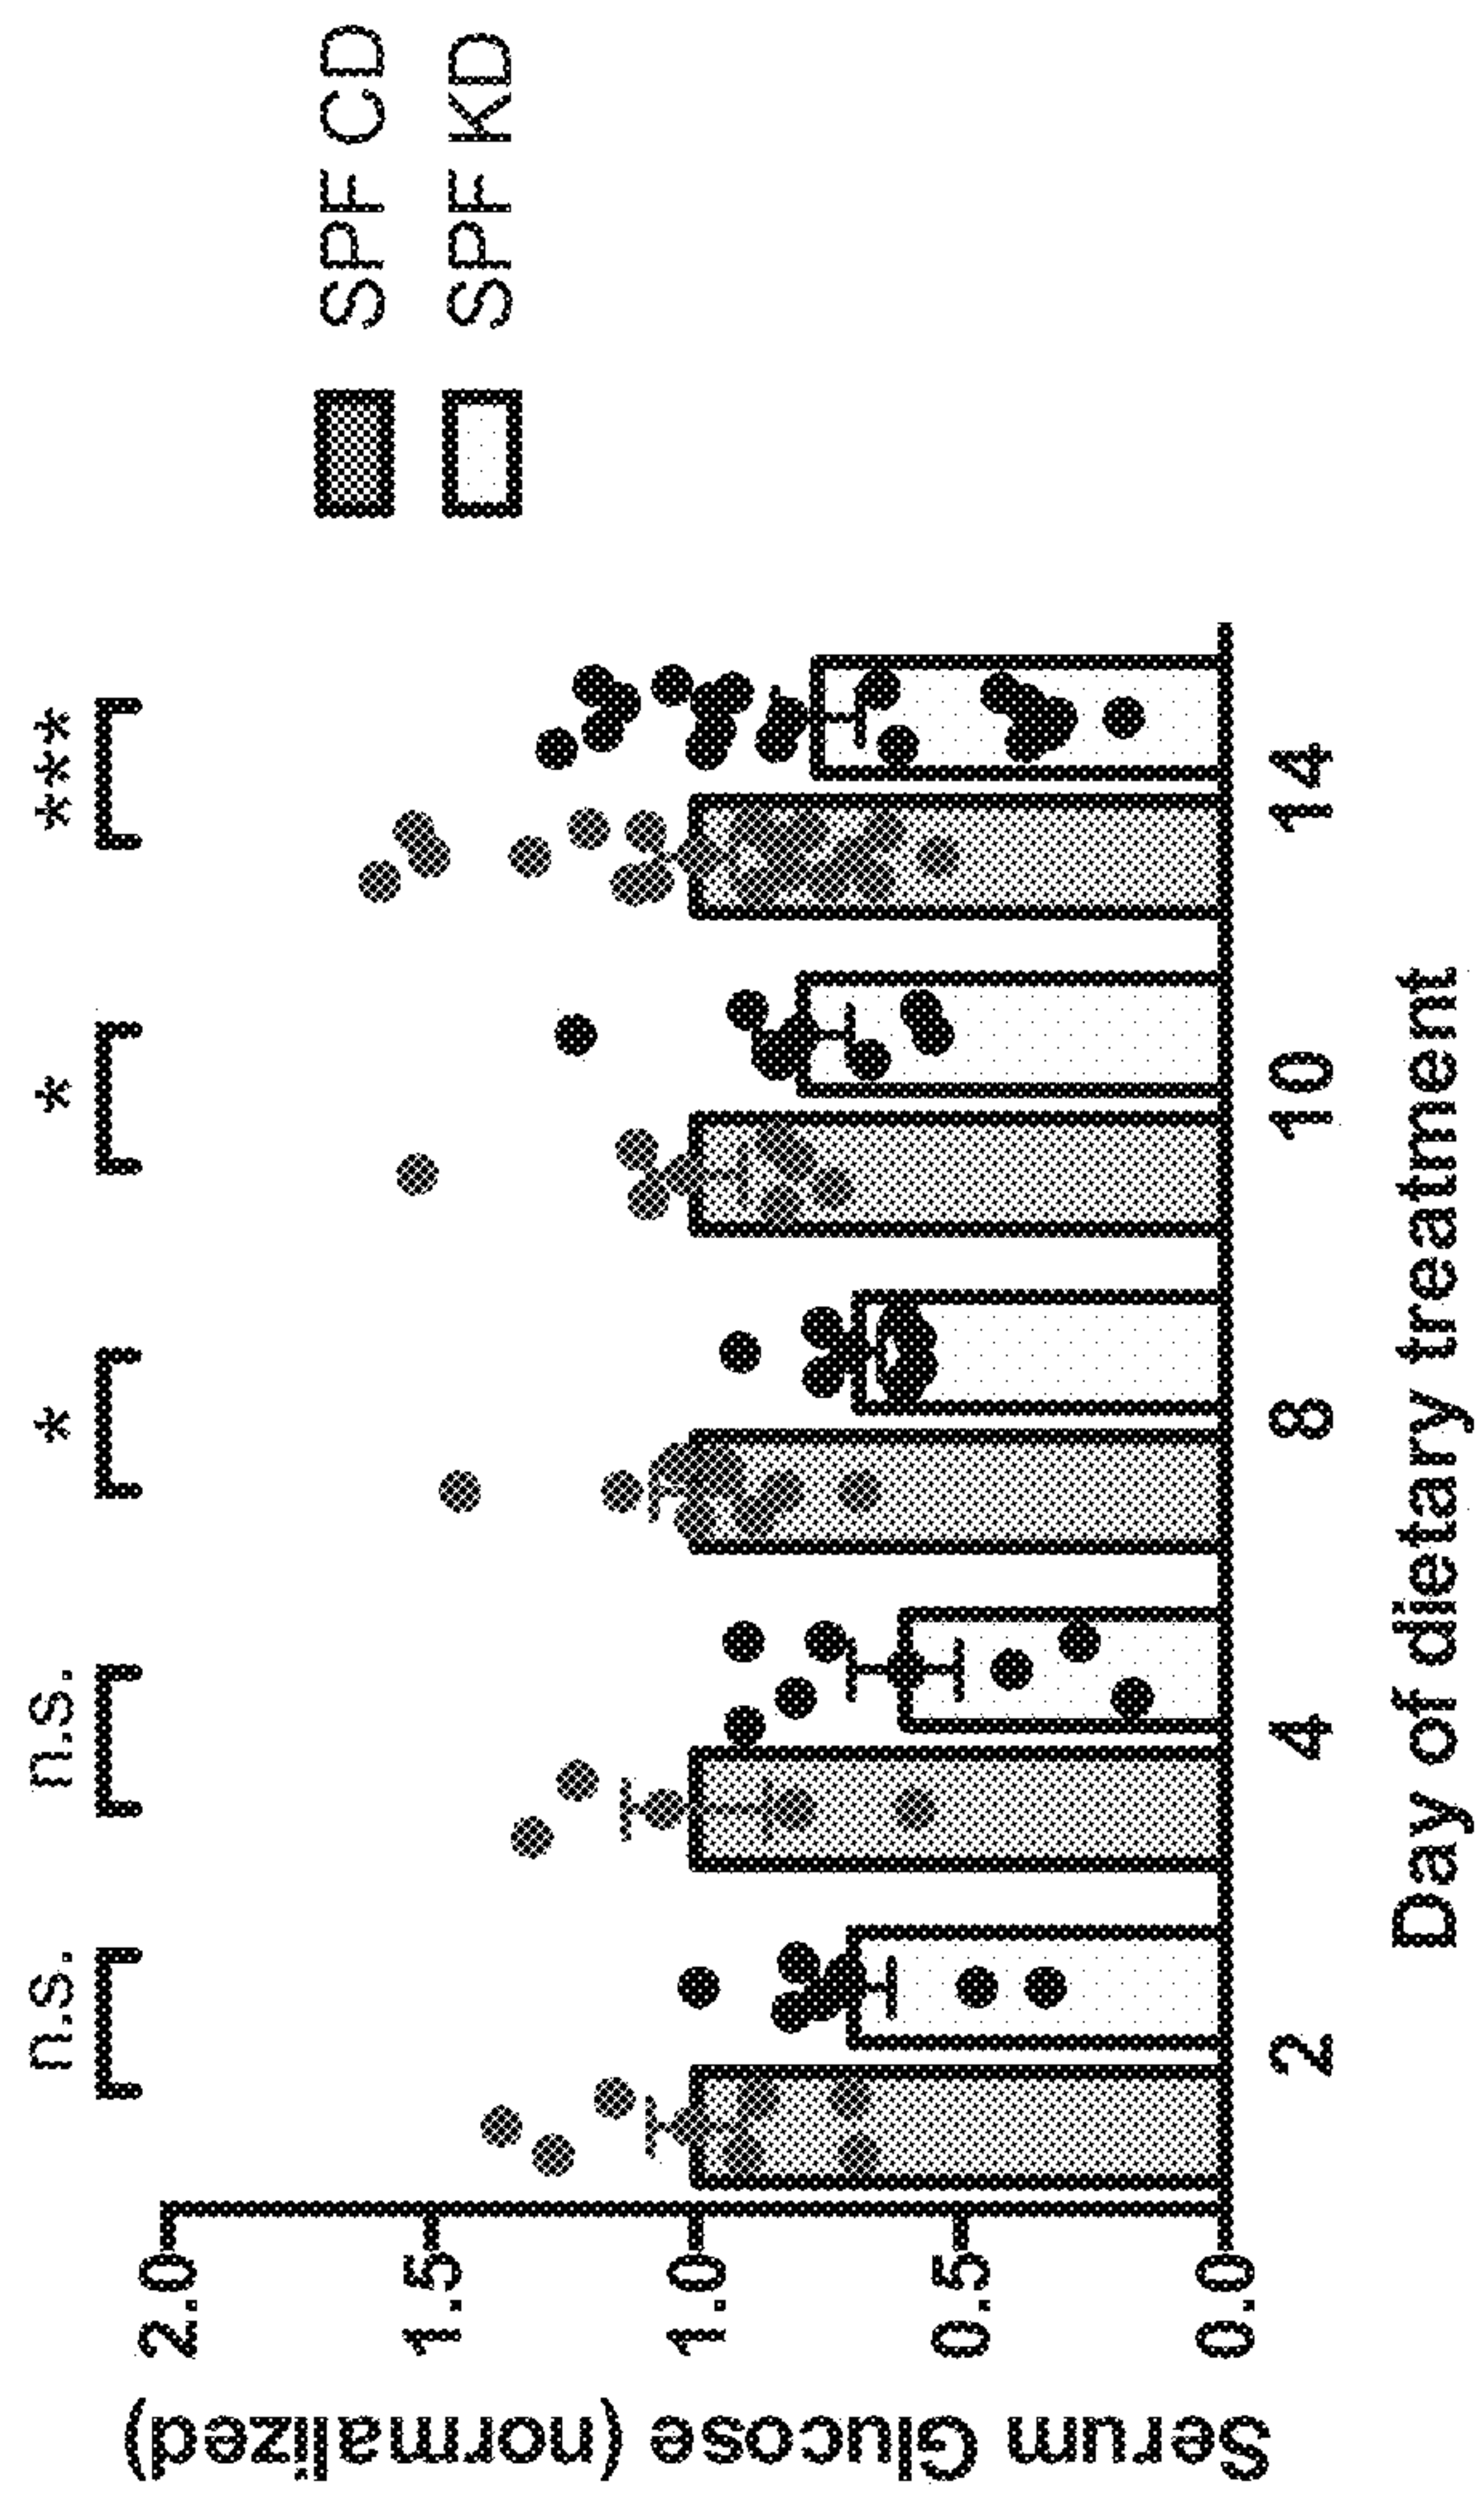 n.s.
n.s.
*
*
***
SPF CD
SPF KD
Serum Glucose (normalized)
2.0
1.5
1.0
0.5
0.0
2
4
8
10
14
Day of dietary treatment